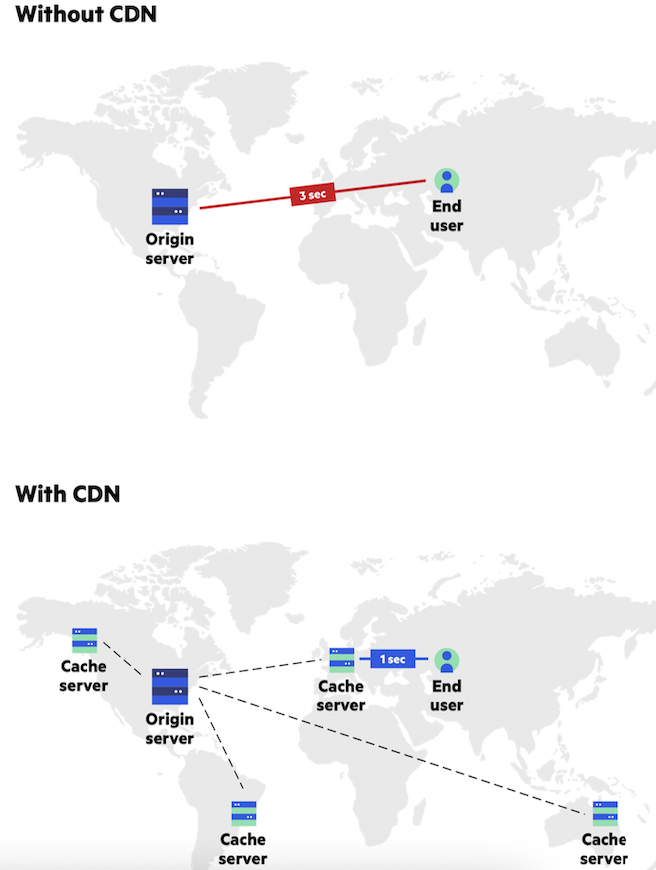 Without CDN
3 sec
End
user
Origin
server
With CDN
Cache
server
Origin
server
Cache
server
1 sec
End
user
Cache
server
Cache
server